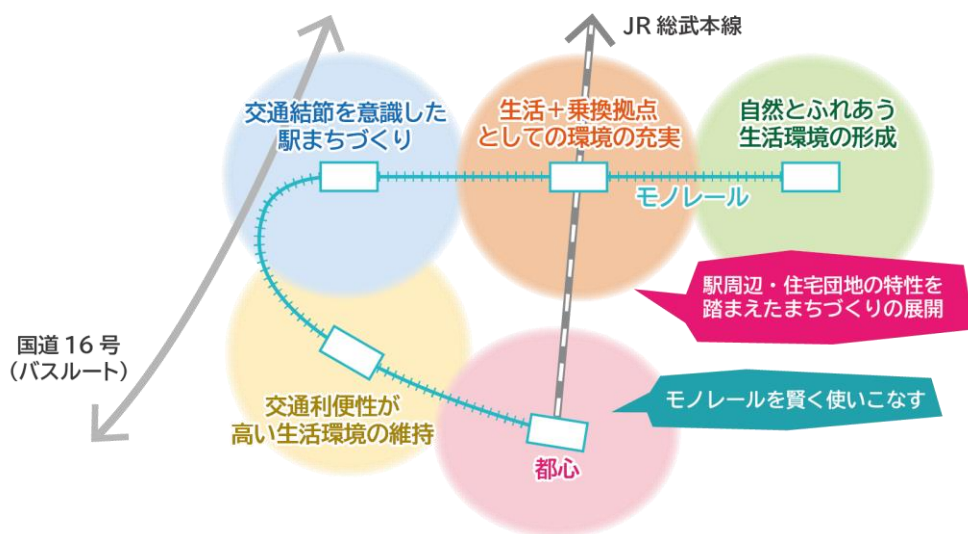 JR 総武本線
交通結節を意識した
駅まちづくり
生活＋乗換拠点
としての環境の充実
自然とふれあう
生活環境の形成
モノレール
駅周辺・住宅団地の特性を
踏まえたまちづくりの展開
国道 16 号
（バスルート）
モノレールを賢く使いこなす
交通利便性が
高い生活環境の維持
都心